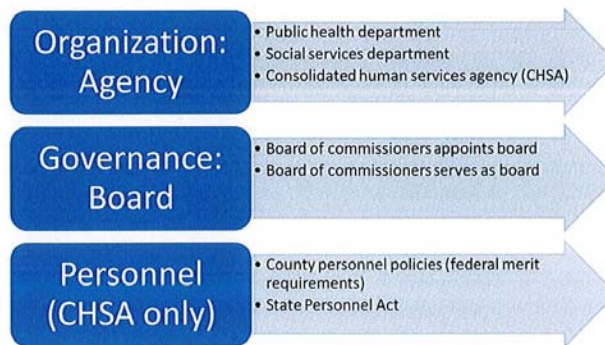 Organization:
Agency
• Public health department
• Social services department
• Consolidated human services agency (CHSA)
Governance:
Board
• Board of commissioners appoints board
• Board of commissioners serves as board
Personnel
(CHSA only)
• County personnel policies (federal merit
requirements)
• State Personnel Act